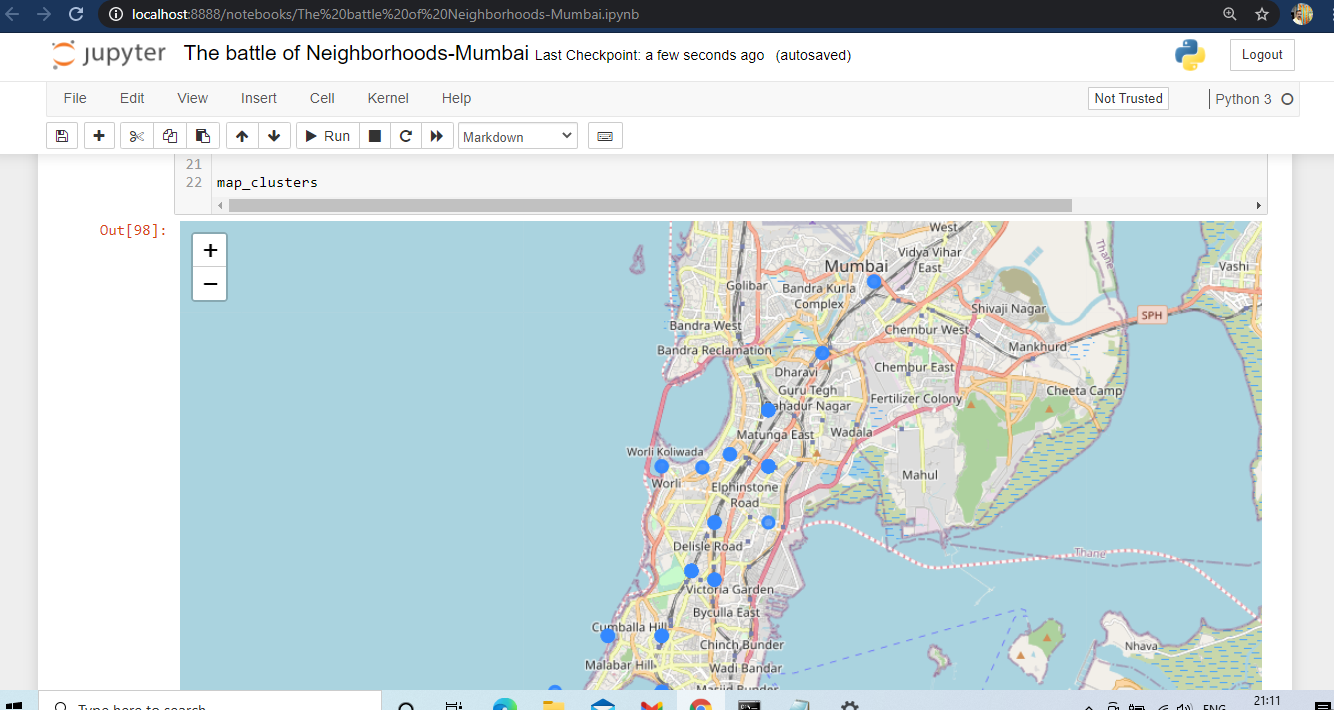 localhost:8888/notebooks/The%20battle%20of%20Neighborhoods-Mumbai.ipynb
jupyter The battle of Neighborhoods-Mumbai Last Checkpoint: a few seconds ago (autosaved)
Logout
File Edit View Insert Cell Kernel Help
Not Trusted
Python 3
Run
Markdown
21
22 map_clusters
Out[98]:
+
−
West
Vidya Vihar
East
Mumbai
Thane
Vashi
Golibar
Bandra Kurla
Complex
Shivaji Nagar
SPH
Bandra West
Chembur West
Bandra Reclamation
Mankhurd
Dharavi
Chembur East
Guru Tegh
Bahadur Nagar
Fertilizer Colony
Cheeta Camp
Matunga East
Wadala
Worli Koliwada
Worli
Elphinstone
Road
Mahul
Delisle Road
Thane
Victoria Garden
Byculla East
Cumballa Hill
Chinch Bunder
Nhava
Malabar Hill
Wadi Bandar
Masjid Bunder
Type here to search
ENG
21:11